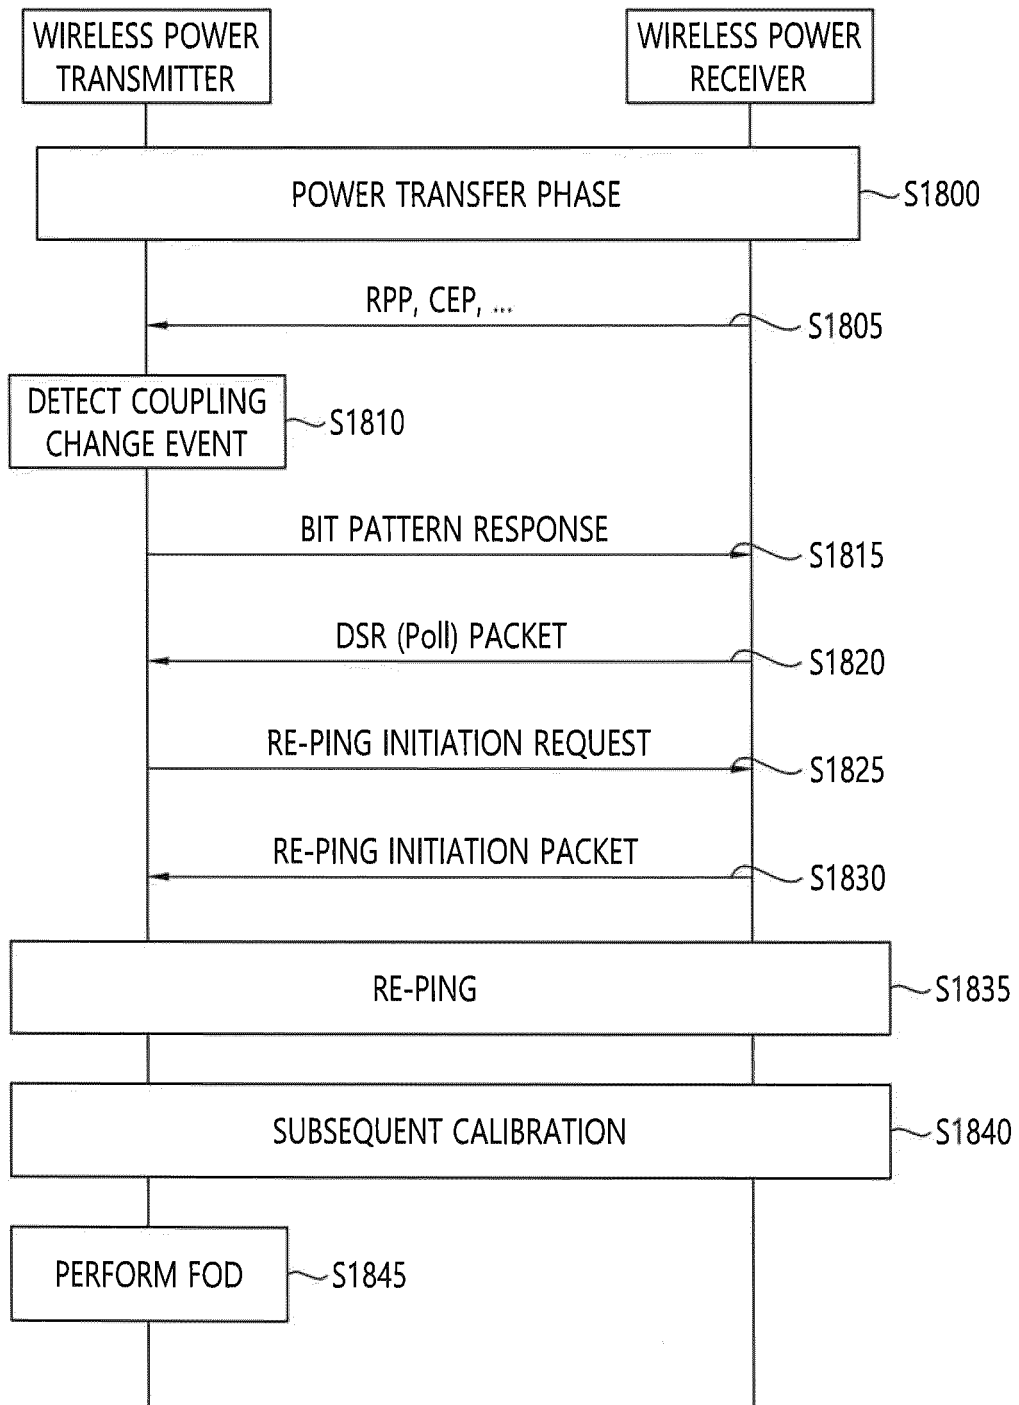 WIRELESS POWER
TRANSMITTER
WIRELESS POWER
RECEIVER
POWER TRANSFER PHASE
S1800
RPP, CEP, ...
S1805
DETECT COUPLING
CHANGE EVENT
S1810
BIT PATTERN RESPONSE
S1815
DSR (Poll) PACKET
S1820
RE-PING INITIATION REQUEST
S1825
RE-PING INITIATION PACKET
S1830
RE-PING
S1835
SUBSEQUENT CALIBRATION
S1840
PERFORM FOD
S1845